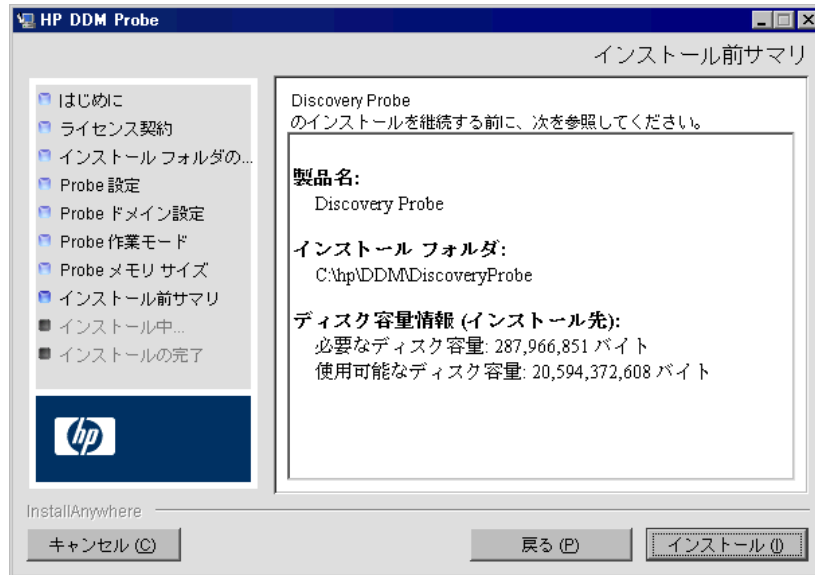 HP DDM Probe
インストール前サマリ
はじめに
ライセンス契約
インストール フォルダの...
Probe 設定
Probe ドメイン設定
Probe 作業モード
Probe メモリ サイズ
インストール前サマリ
インストール中...
インストールの完了
hp
Discovery Probe
のインストールを継続する前に、次を参照してください。
製品名:
Discovery Probe
インストール フォルダ:
C:\hp\DDM\DiscoveryProbe
ディスク容量情報 (インストール先):
必要なディスク容量: 287,966,851 バイト
使用可能なディスク容量: 20,594,372,608 バイト
InstallAnywhere
キャンセル (C)
戻る (P)
インストール (I)